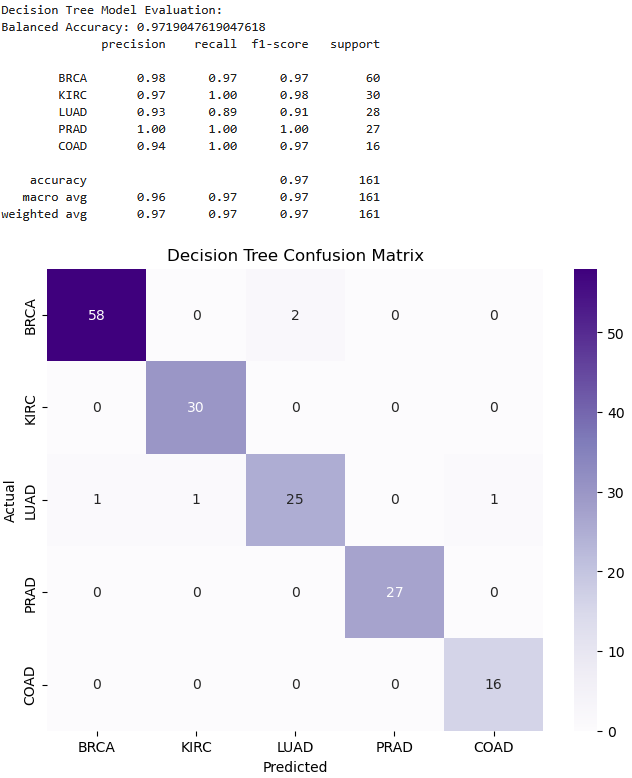 Decision Tree Model Evaluation:
Balanced Accuracy: 0.9719047619047618
precision recall f1-score support
BRCA 0.98 0.97 0.97 60
KIRC 0.97 1.00 0.98 30
LUAD 0.93 0.89 0.91 28
PRAD 1.00 1.00 1.00 27
COAD 0.94 1.00 0.97 16
accuracy 0.97 161
macro avg 0.96 0.97 0.97 161
weighted avg 0.97 0.97 0.97 161
Decision Tree Confusion Matrix
BRCA 58 0 2 0 0
KIRC 0 30 0 0 0
LUAD 1 1 25 0 1
PRAD 0 0 0 27 0
COAD 0 0 0 0 16
Actual
BRCA KIRC LUAD PRAD COAD
Predicted
50
40
30
20
10
0